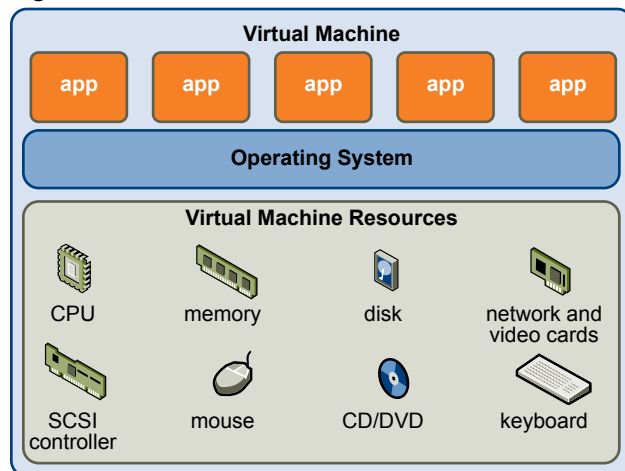 Virtual Machine
app app app app app
Operating System
Virtual Machine Resources
CPU memory disk network and
video cards
SCSI mouse CD/DVD keyboard
controller